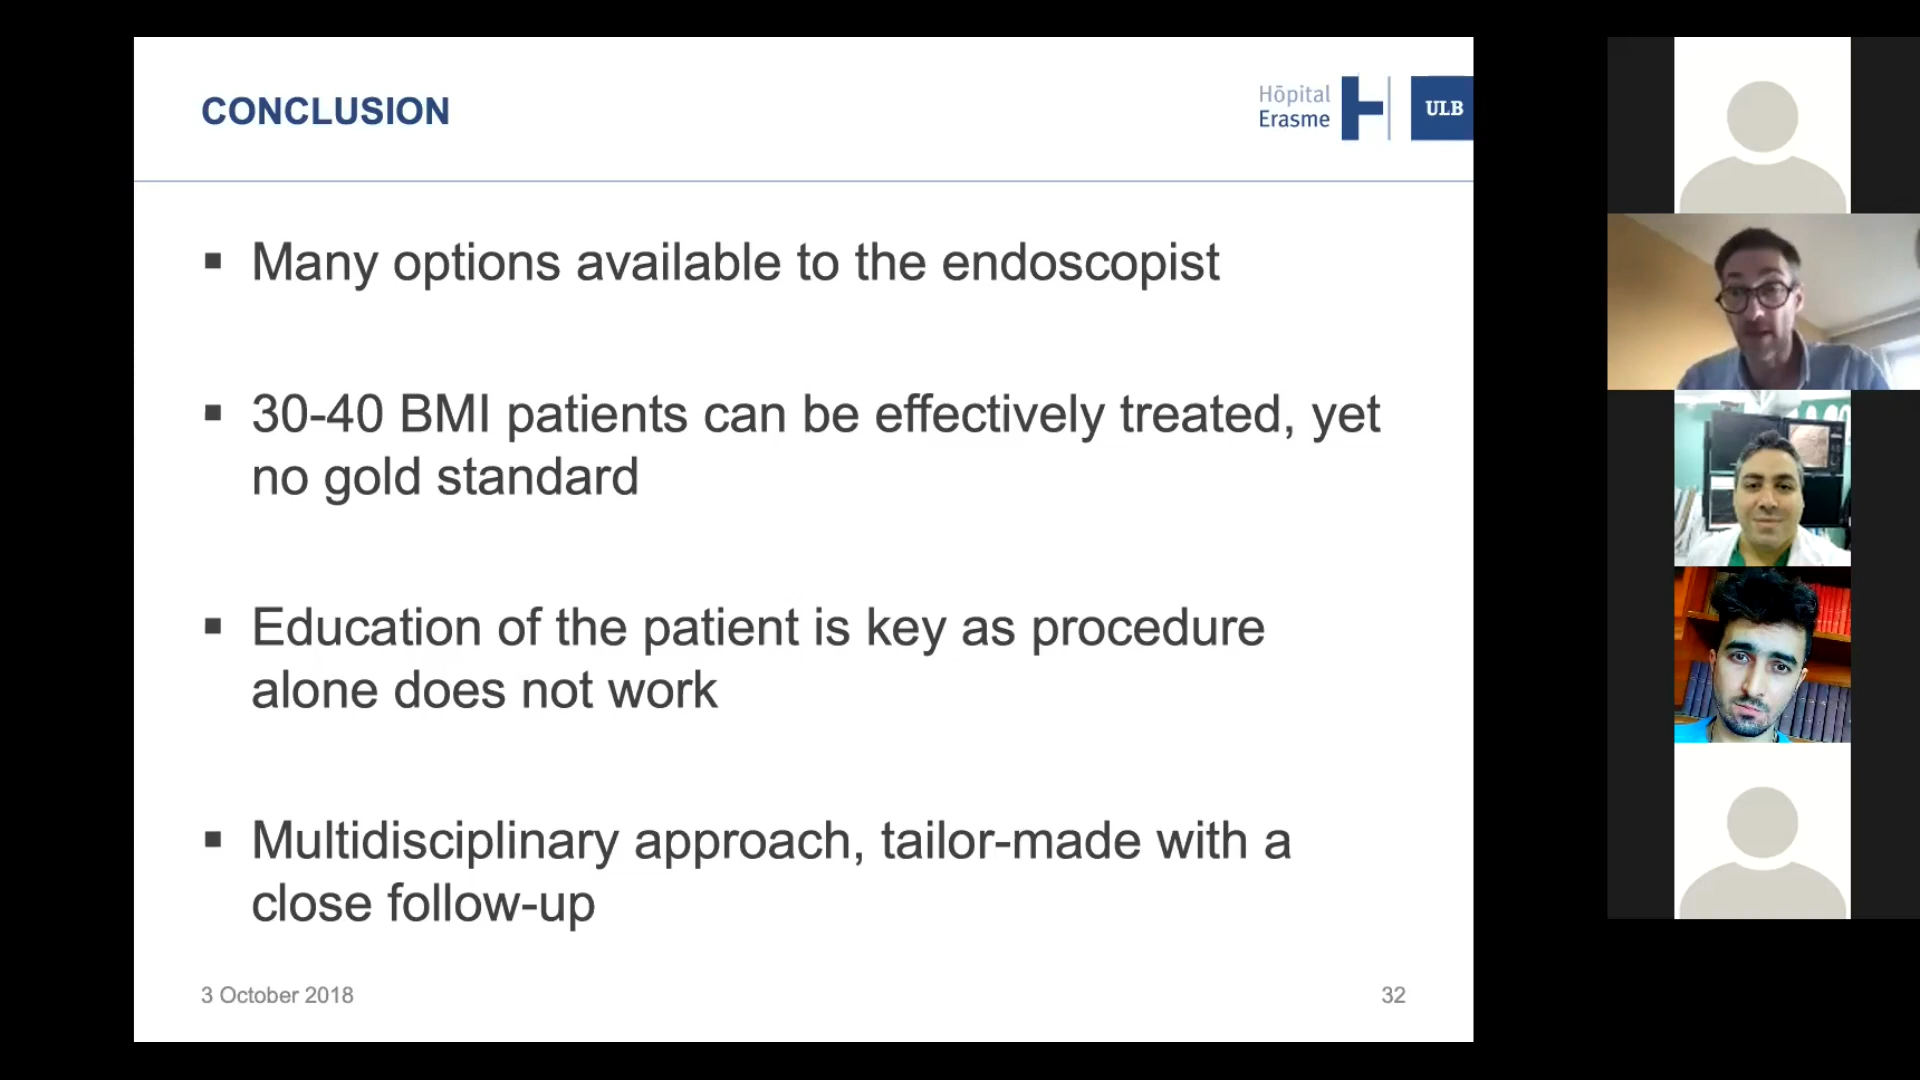 CONCLUSION
Hôpital
Erasme
ULB
▪ Many options available to the endoscopist
▪ 30-40 BMI patients can be effectively treated, yet
no gold standard
▪ Education of the patient is key as procedure
alone does not work
▪ Multidisciplinary approach, tailor-made with a
close follow-up
3 October 2018
32